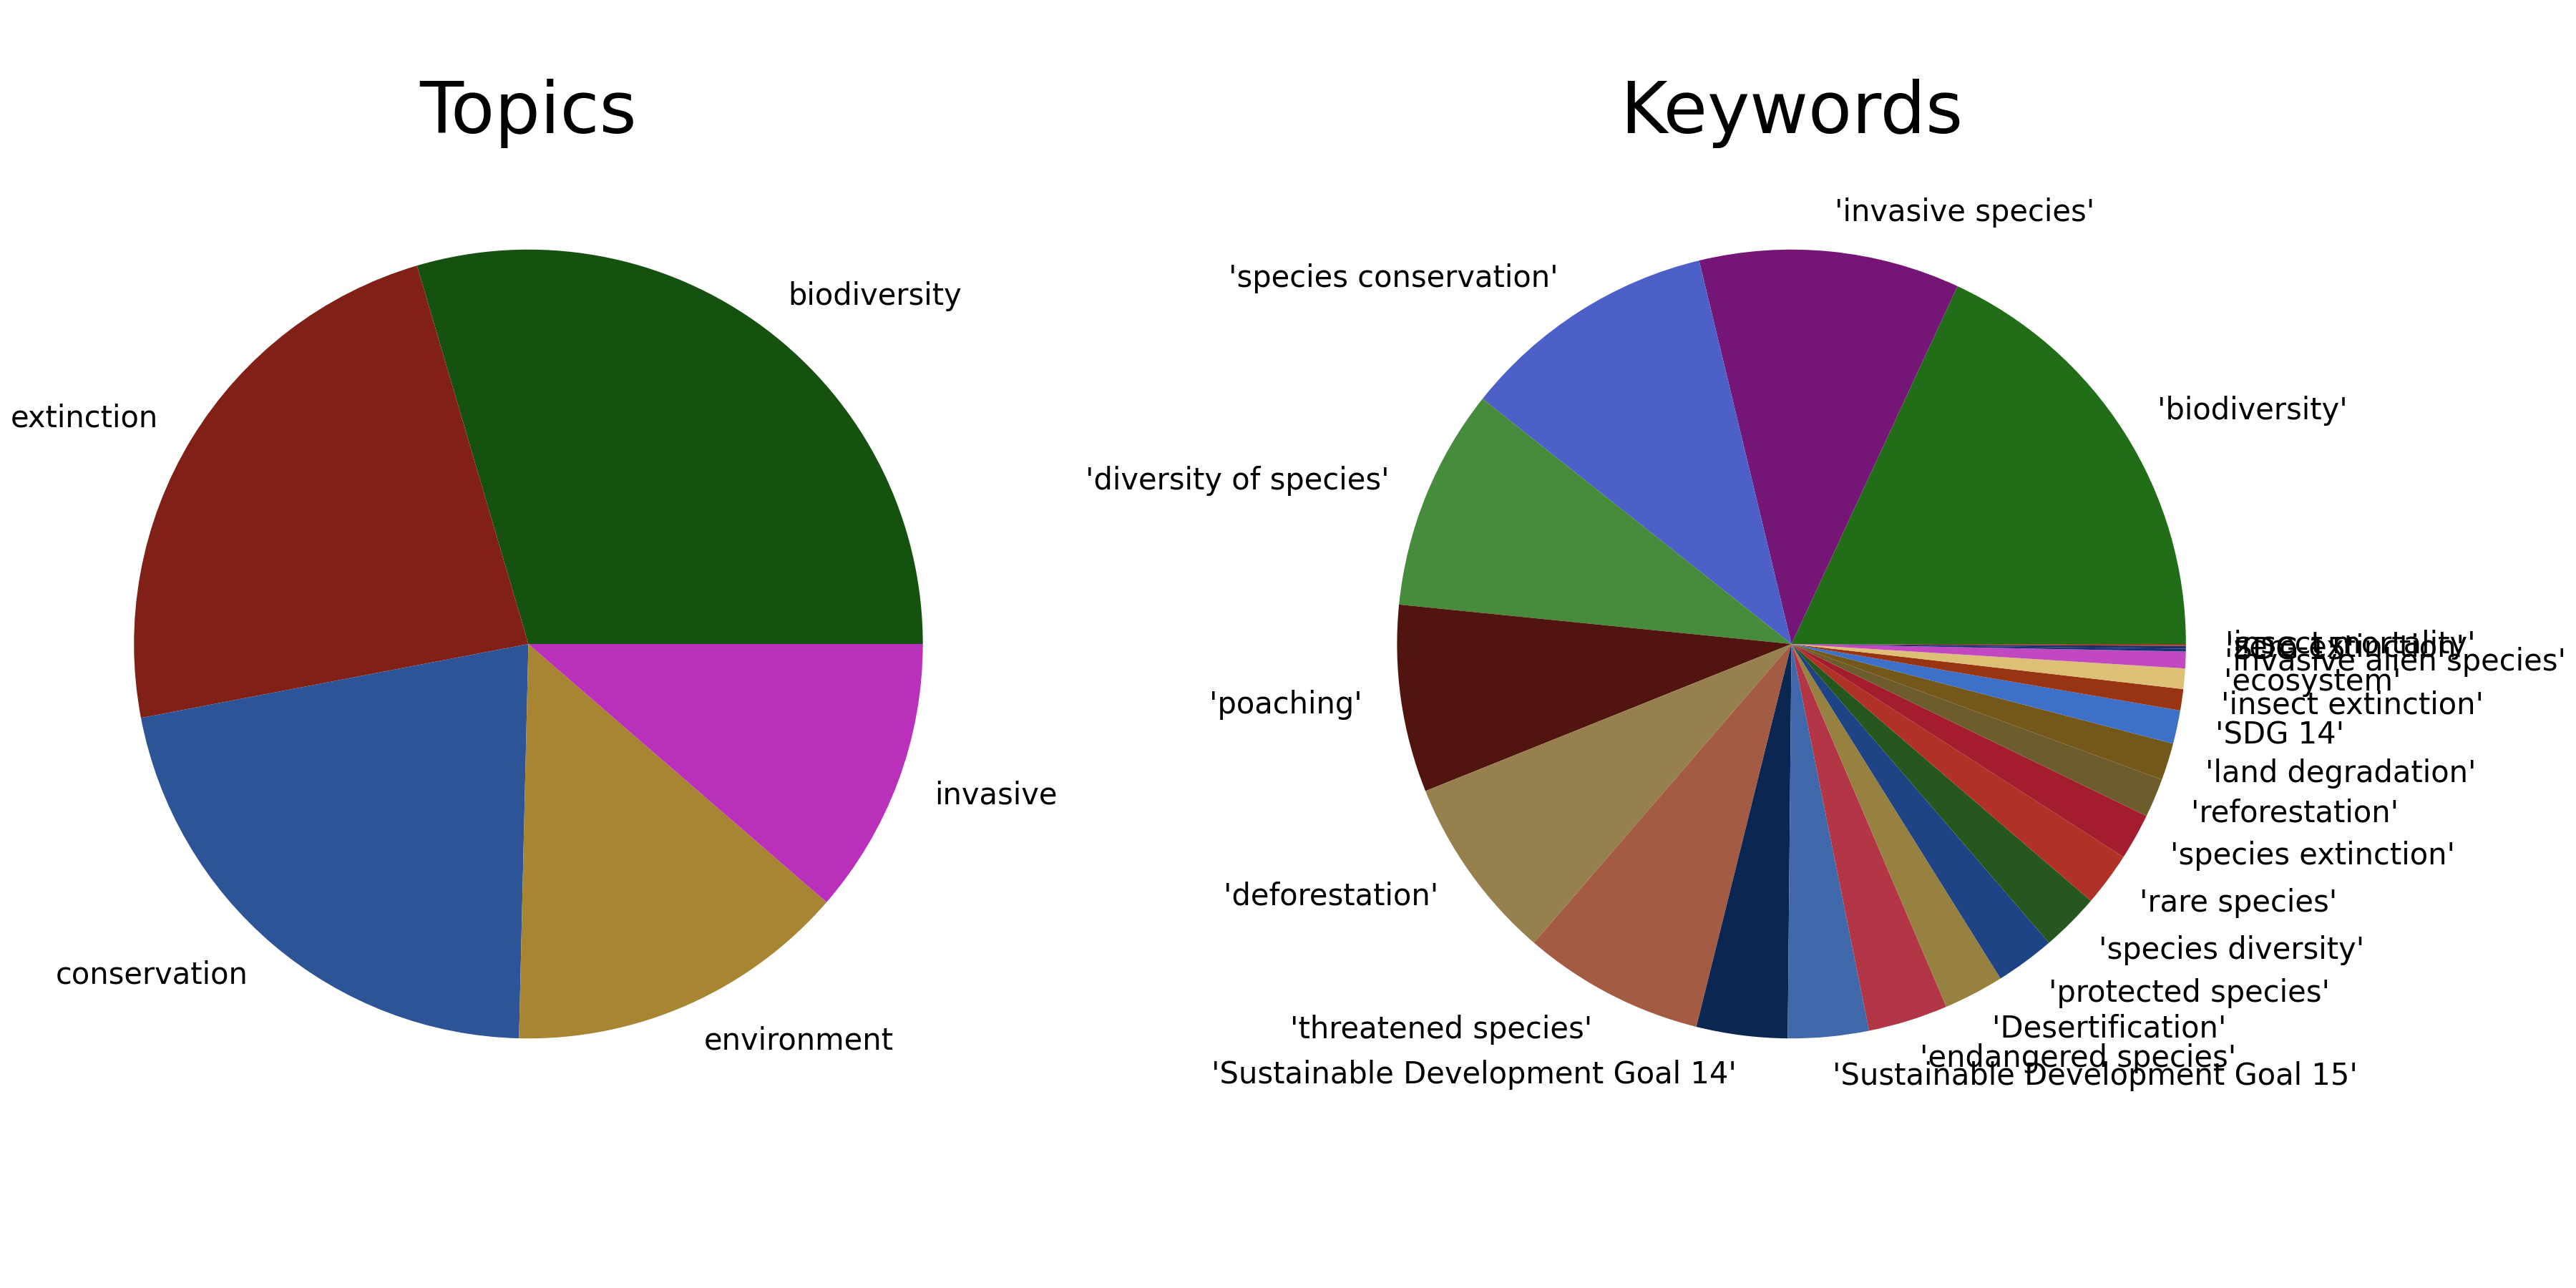 Topics
biodiversity
extinction
conservation
environment
invasive
Keywords
'biodiversity'
'invasive species'
'species conservation'
'diversity of species'
'poaching'
'deforestation'
'threatened species'
'Sustainable Development Goal 14'
'Sustainable Development Goal 15'
'endangered species'
'Desertification'
'protected species'
'species diversity'
'rare species'
'species extinction'
'reforestation'
'land degradation'
'SDG 14'
'insect extinction'
'ecosystem'
'invasive alien species'
'insect mortality'